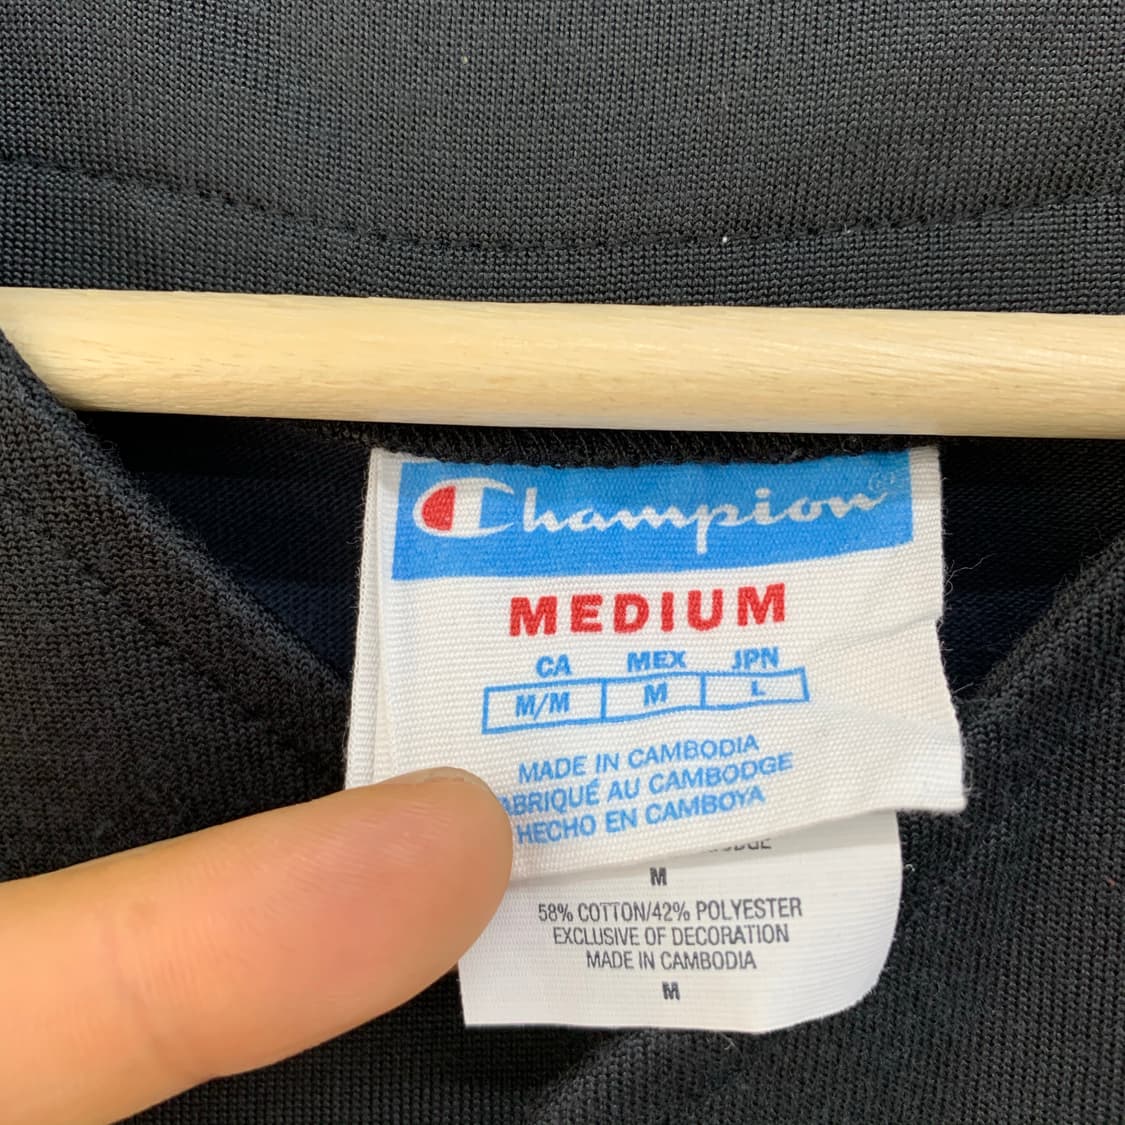 Champion
MEDIUM
CA MEX JPN
M/M M L
MADE IN CAMBODIA
ABRIQUÉ AU CAMBODGE
HECHO EN CAMBOYA
M
58% COTTON/42% POLYESTER
EXCLUSIVE OF DECORATION
MADE IN CAMBODIA
M